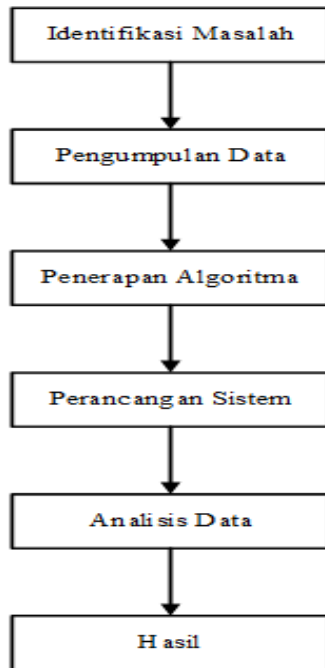 Identifikasi Masalah
Pengumpulan Data
Penerapan Algoritma
Perancangan Sistem
Analisis Data
Hasil